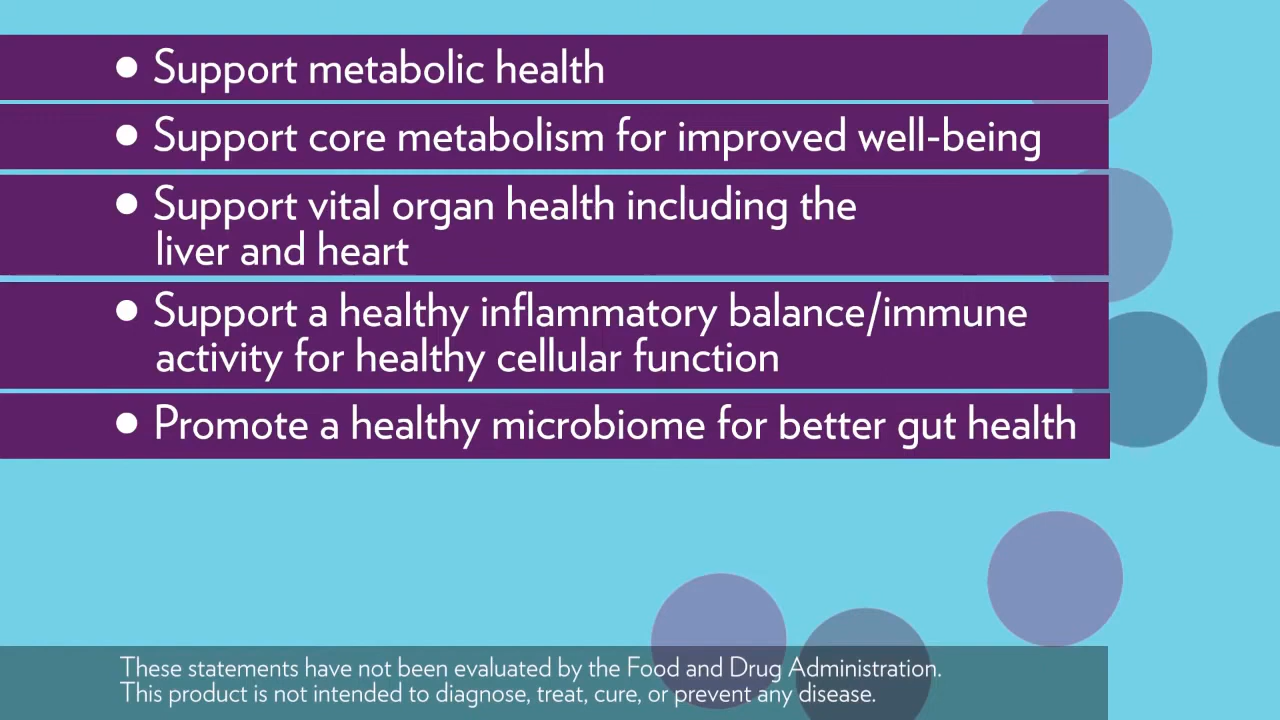 • Support metabolic health
• Support core metabolism for improved well-being
• Support vital organ health including the
liver and heart
• Support a healthy inflammatory balance/immune
activity for healthy cellular function
• Promote a healthy microbiome for better gut health
These statements have not been evaluated by the Food and Drug Administration.
This product is not intended to diagnose, treat, cure, or prevent any disease.